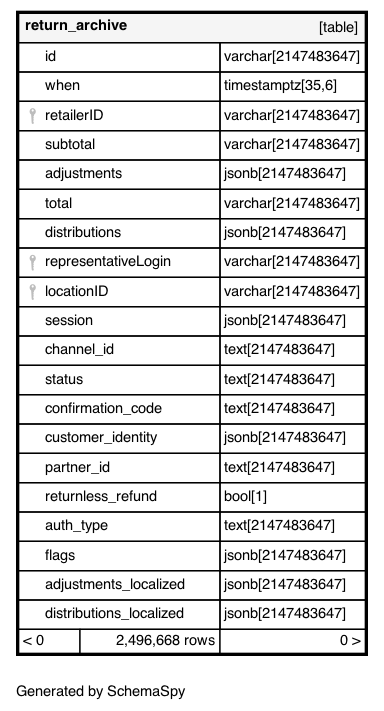 return_archive [table]
id varchar[2147483647]
when timestamptz[35,6]
retailerID varchar[2147483647]
subtotal varchar[2147483647]
adjustments jsonb[2147483647]
total varchar[2147483647]
distributions jsonb[2147483647]
representativeLogin varchar[2147483647]
locationID varchar[2147483647]
session jsonb[2147483647]
channel_id text[2147483647]
status text[2147483647]
confirmation_code text[2147483647]
customer_identity jsonb[2147483647]
partner_id text[2147483647]
returnless_refund bool[1]
auth_type text[2147483647]
flags jsonb[2147483647]
adjustments_localized jsonb[2147483647]
distributions_localized jsonb[2147483647]
< 0 2,496,668 rows 0 >
Generated by SchemaSpy